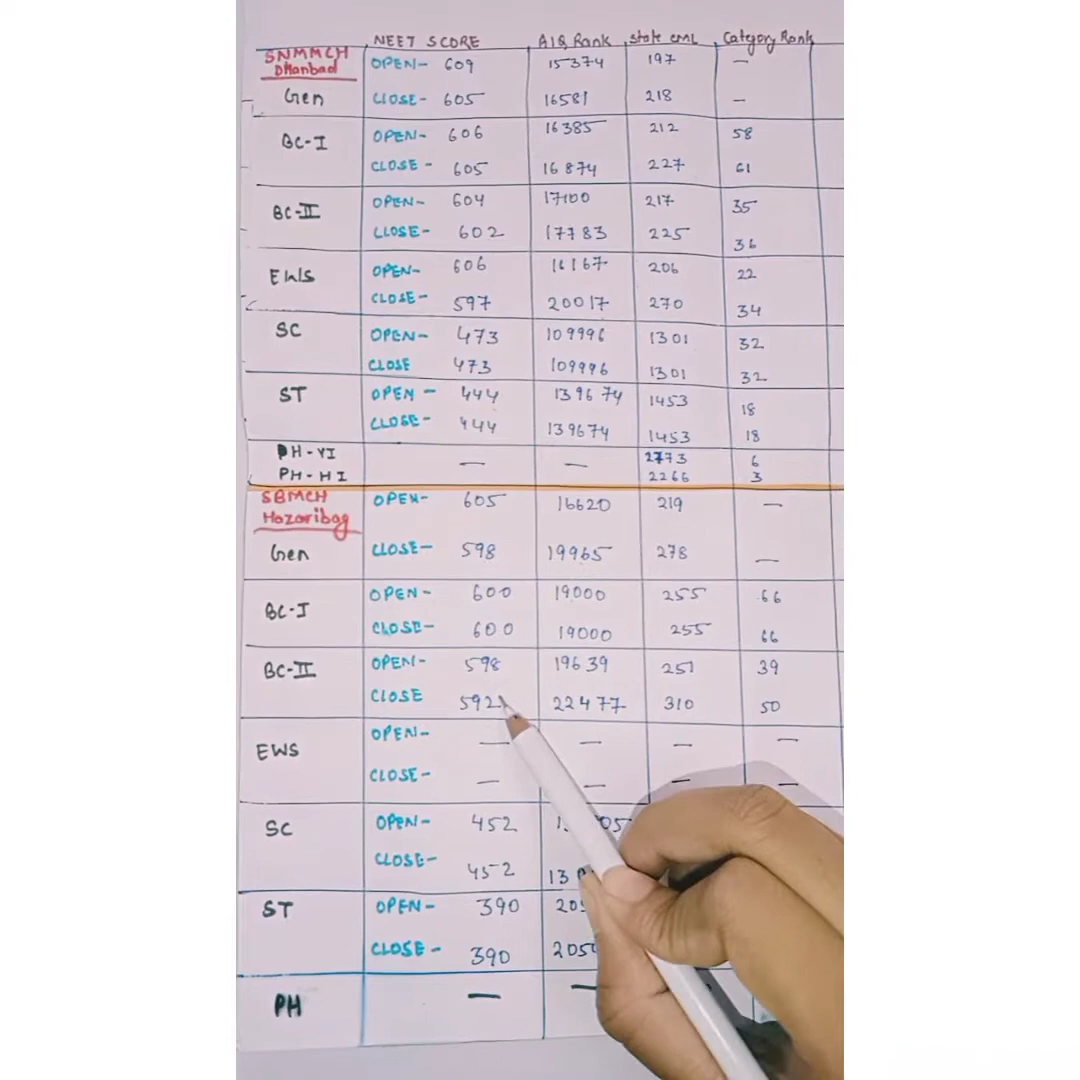 NEET SCORE AIQ Rank State CML Category Rank
SNMMCH
Dhanbad
OPEN- 609 15374 197 —
Gen CLOSE- 605 16581 218 —
BC-I OPEN- 606 16385 212 58
CLOSE- 605 16874 227 61
BC-II OPEN- 604 17100 217 35
CLOSE- 602 17783 225 36
EWS OPEN- 606 16167 206 22
CLOSE- 597 20017 270 34
SC OPEN- 473 109996 1301 32
CLOSE 473 109996 1301 32
ST OPEN- 444 139674 1453 18
CLOSE- 444 139674 1453 18
PH-VI — — 2773 6
PH-HI 2266 3
SBMCH
Hazaribag
OPEN- 605 16620 219 —
Gen CLOSE- 598 19965 278 —
BC-I OPEN- 600 19000 255 66
CLOSE- 600 19000 255 66
BC-II OPEN- 598 19639 251 39
CLOSE 592 22477 310 50
EWS OPEN- — — — —
CLOSE- — — — —
SC OPEN- 452
CLOSE- 452
ST OPEN- 390
CLOSE- 390
PH — —